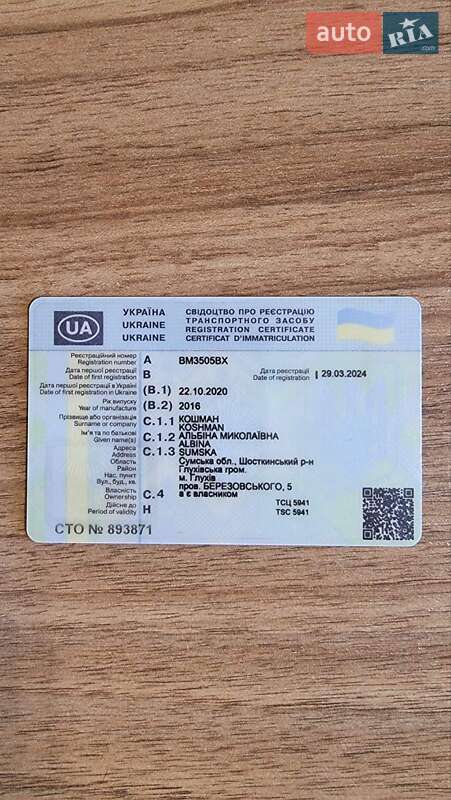 auto RIA.com
УКРАЇНА СВІДОЦТВО ПРО РЕЄСТРАЦІЮ
ТРАНСПОРТНОГО ЗАСОБУ
UA UKRAINE REGISTRATION CERTIFICATE
UKRAINE CERTIFICAT D'IMMATRICULATION
Реєстраційний номер
Registration number A BM3505BX
Дата першої реєстрації
Date of first registration B
Дата реєстрації
Date of registration I 29.03.2024
Дата першої реєстрації в Україні
Date of first registration in Ukraine (B.1) 22.10.2020
Рік випуску
Year of manufacture (B.2) 2016
Прізвище або організація
Surname or company C.1.1 КОШМАН
KOSHMAN
Ім'я та по батькові
Given name(s) C.1.2 АЛЬБІНА МИКОЛАЇВНА
ALBINA
Адреса
Address C.1.3 SUMSKA
Область Сумська обл., Шосткинський р-н
Район Глухівська гром.
Нас. пункт м. Глухів
Вул., буд., кв. пров. БЕРЕЗОВСЬКОГО, 5
Власність
Ownership C.4 а є власником
Дійсне до
Period of validity H
ТСЦ 5941
TSC 5941
СТО № 893871